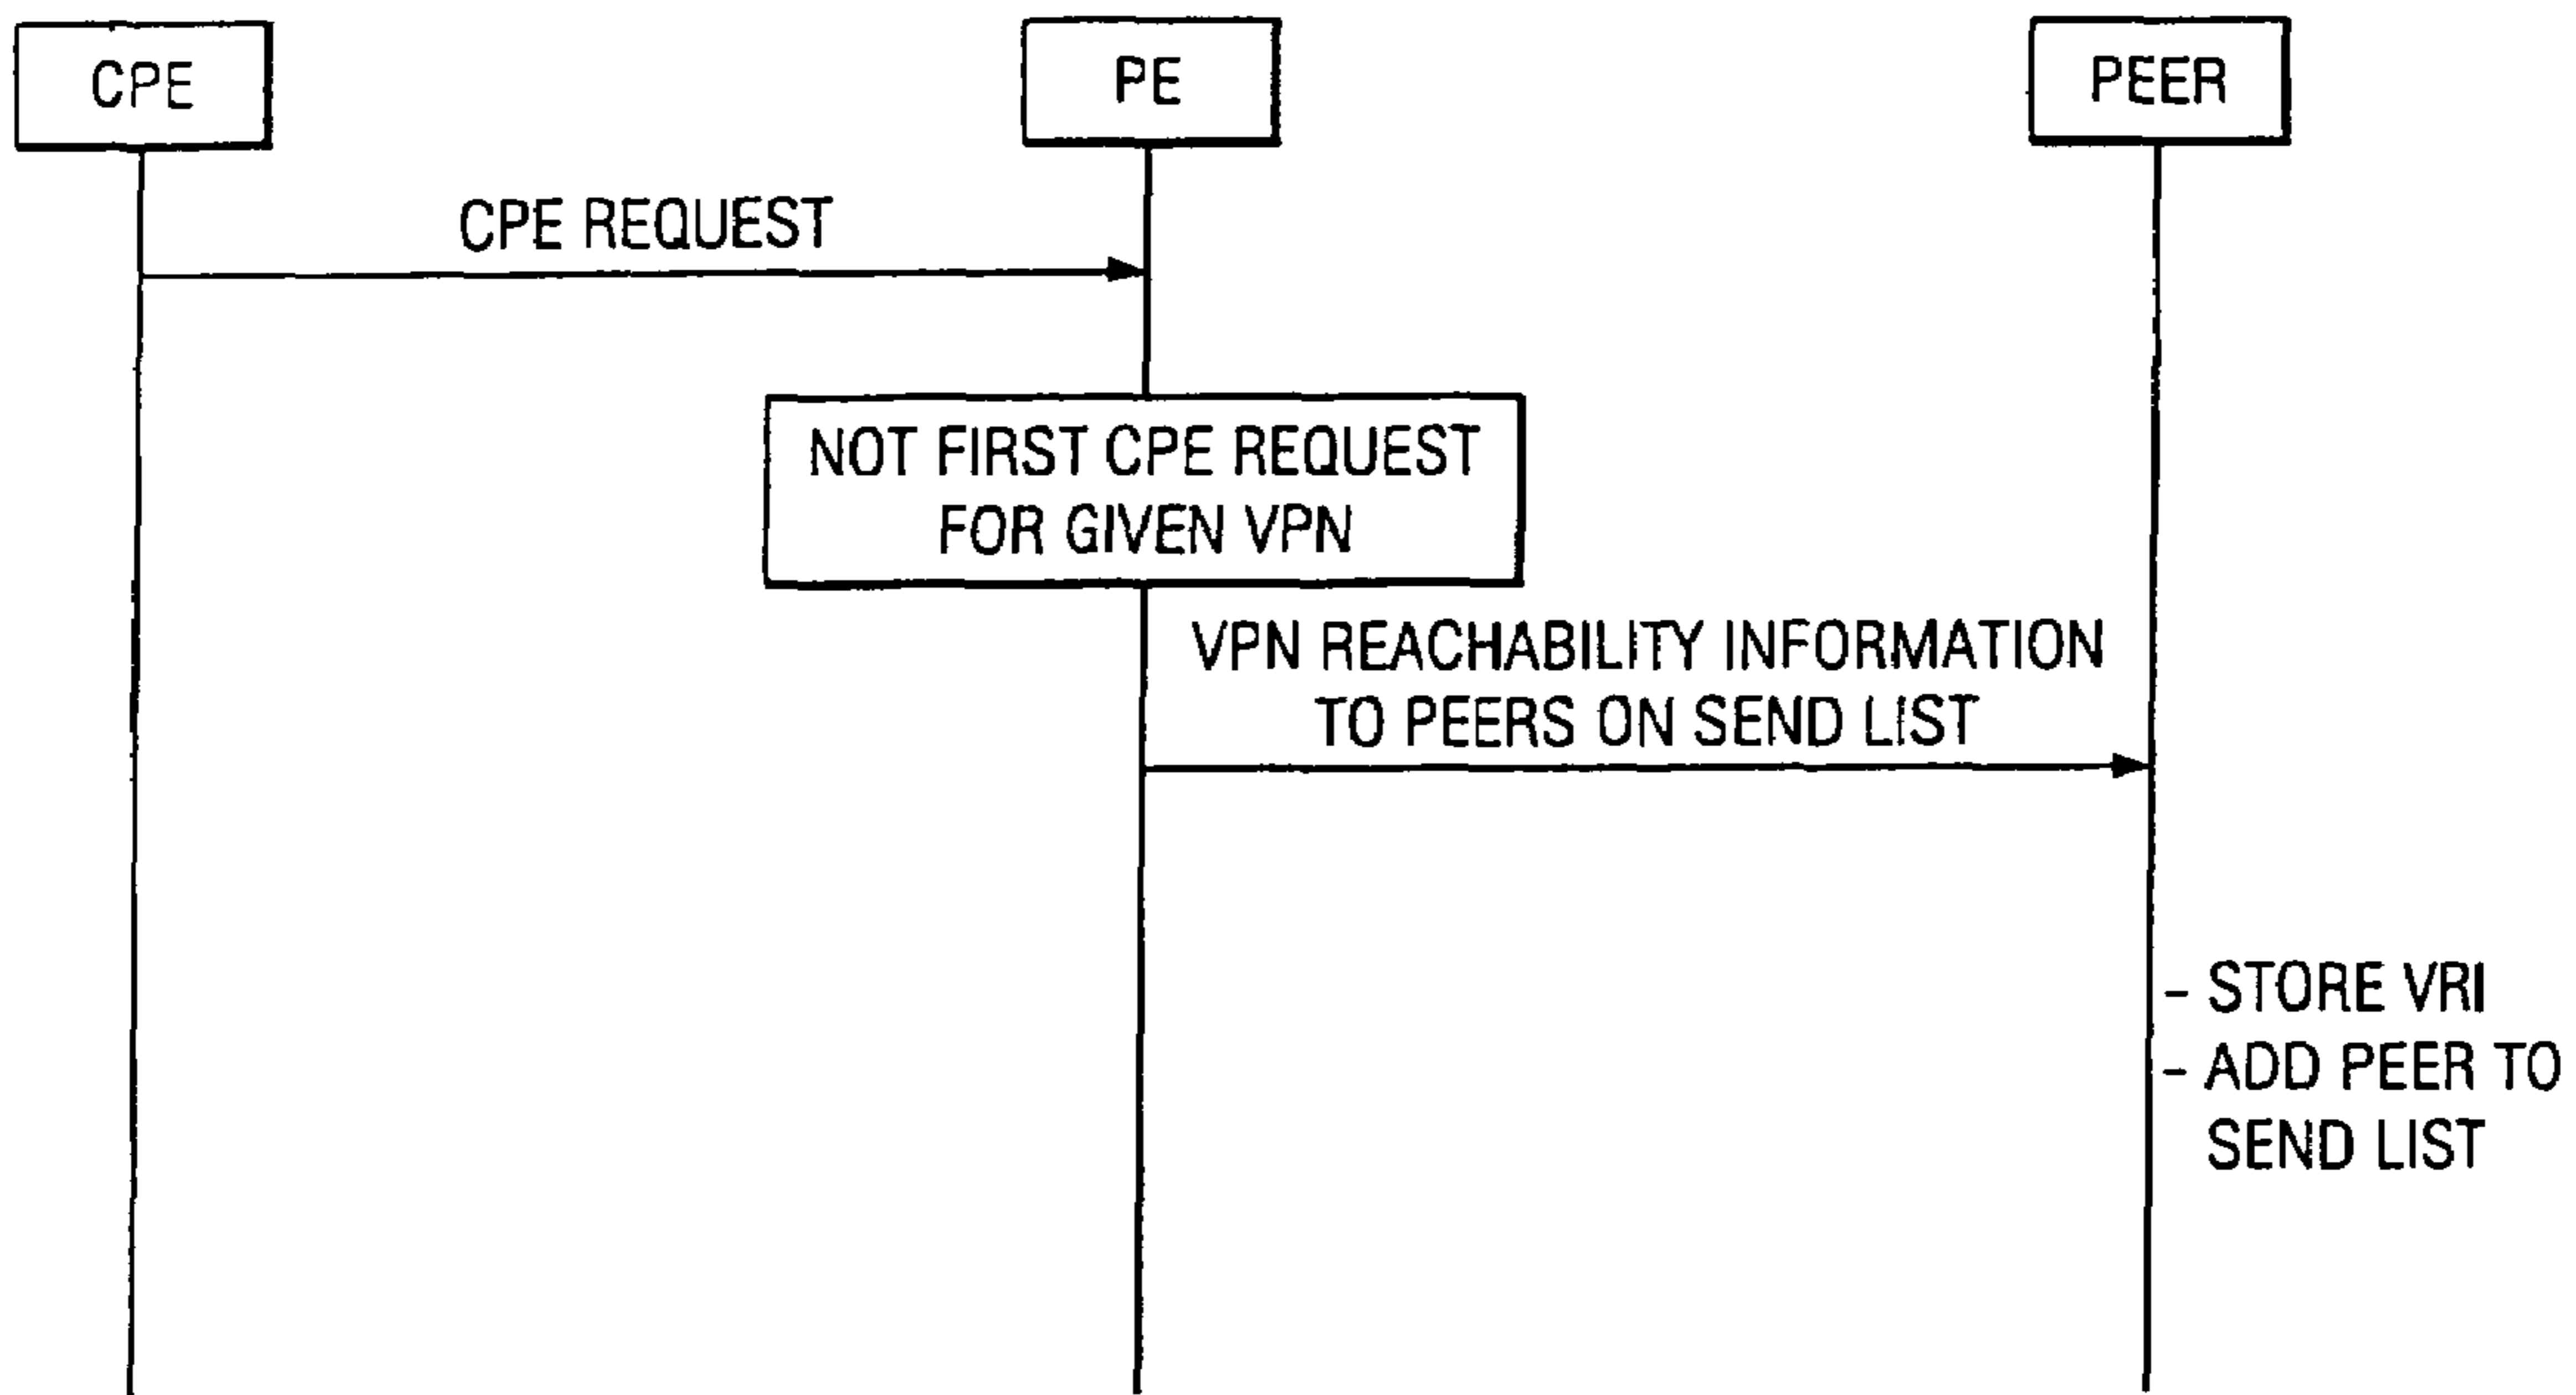 CPE
PE
PEER
CPE REQUEST
NOT FIRST CPE REQUEST
FOR GIVEN VPN
VPN REACHABILITY INFORMATION
TO PEERS ON SEND LIST
- STORE VRI
- ADD PEER TO
SEND LIST